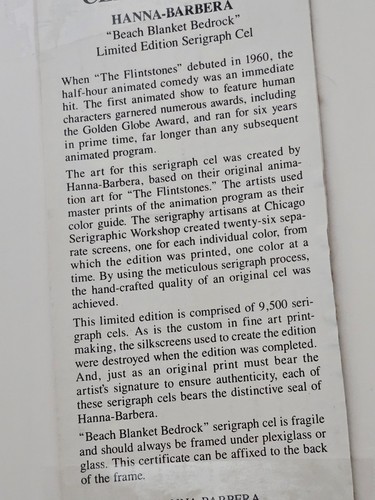 HANNA-BARBERA
"Beach Blanket Bedrock"
Limited Edition Serigraph Cel
When "The Flintstones" debuted in 1960, the
half-hour animated comedy was an immediate
hit. The first animated show to feature human
characters garnered numerous awards, including
the Golden Globe Award, and ran for six years
in prime time, far longer than any subsequent
animated program.
The art for this serigraph cel was created by
Hanna-Barbera, based on their original anima-
tion art for "The Flintstones." The artists used
master prints of the animation program as their
color guide. The serigraphy artisans at Chicago
Serigraphic Workshop created twenty-six sepa-
rate screens, one for each individual color, from
which the edition was printed, one color at a
time. By using the meticulous serigraph process,
the hand-crafted quality of an original cel was
achieved.
This limited edition is comprised of 9,500 seri-
graph cels. As is the custom in fine art print-
making, the silkscreens used to create the edition
were destroyed when the edition was completed.
And, just as an original print must bear the
artist's signature to ensure authenticity, each of
these serigraph cels bears the distinctive seal of
Hanna-Barbera.
"Beach Blanket Bedrock" serigraph cel is fragile
and should always be framed under plexiglass or
glass. This certificate can be affixed to the back
of the frame.